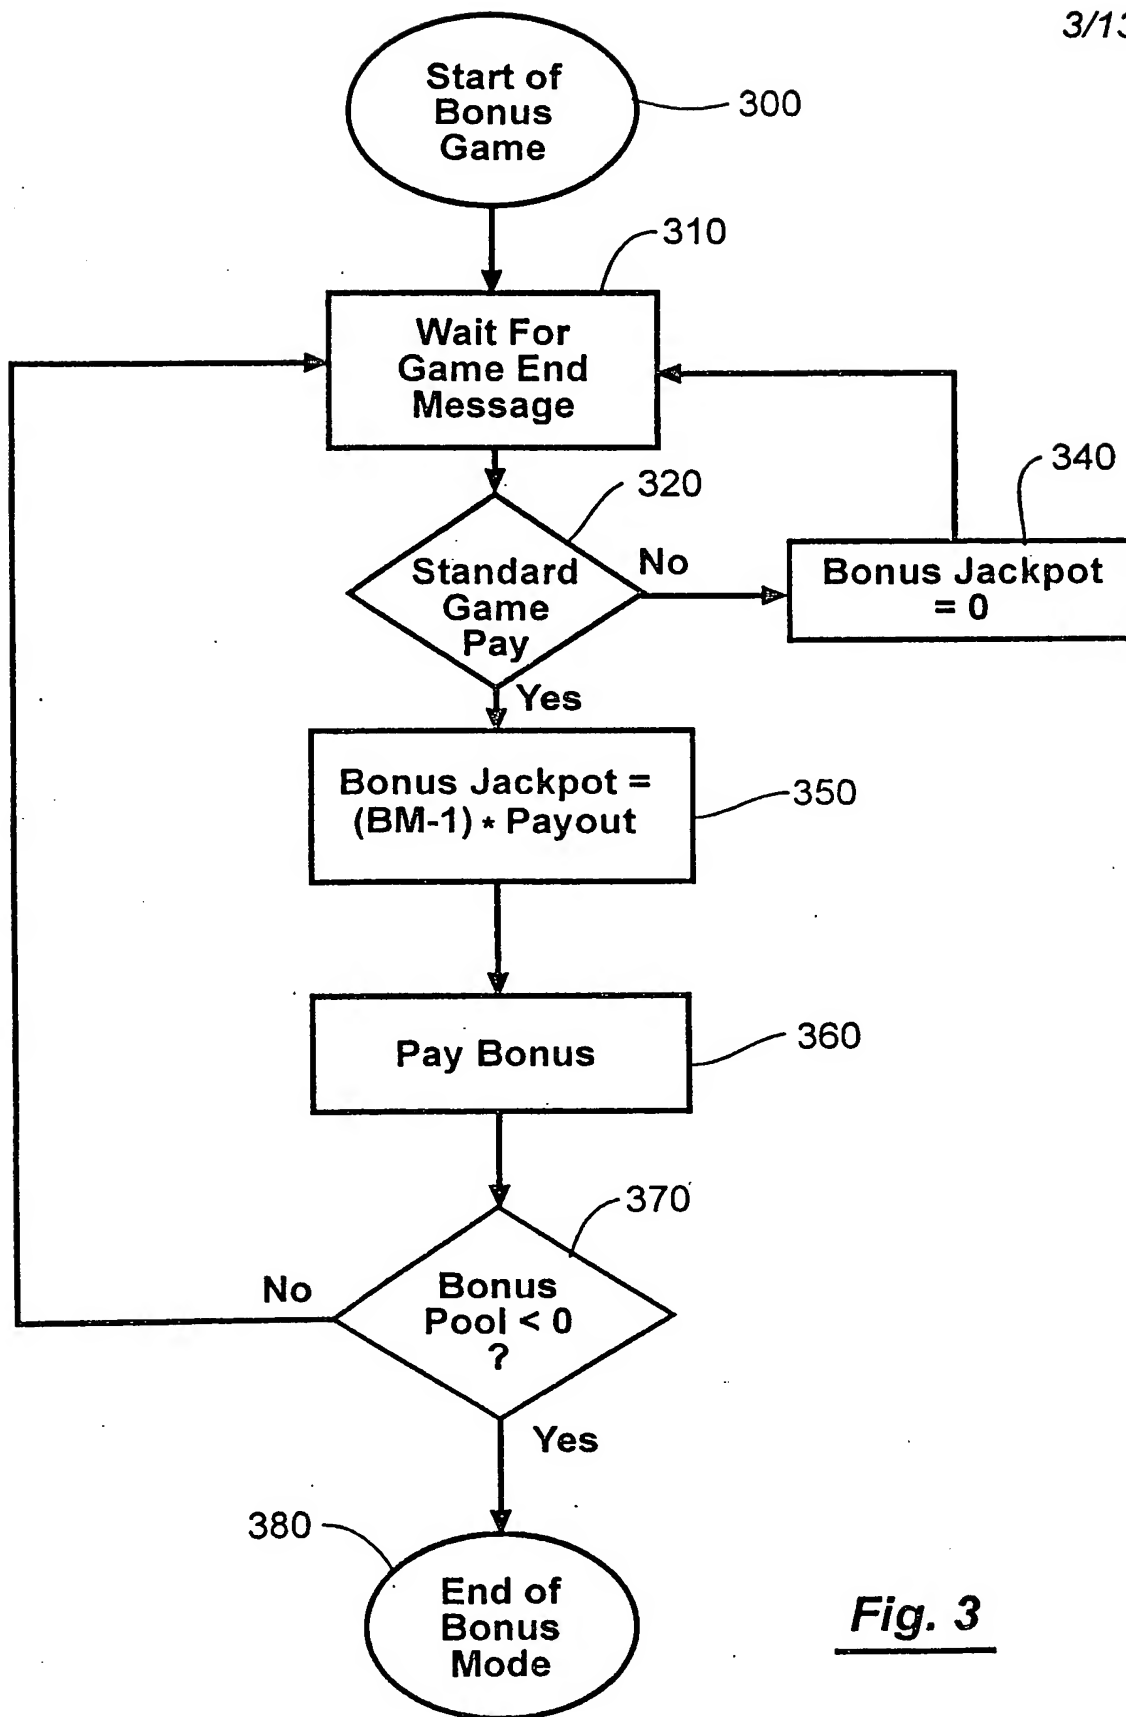 3/13
Start of
Bonus
Game
300
310
Wait For
Game End
Message
320
340
Standard
Game
Pay
No
Bonus Jackpot
= 0
Yes
Bonus Jackpot =
(BM-1) * Payout
350
Pay Bonus
360
370
Bonus
Pool < 0
?
No
Yes
380
End of
Bonus
Mode
Fig. 3